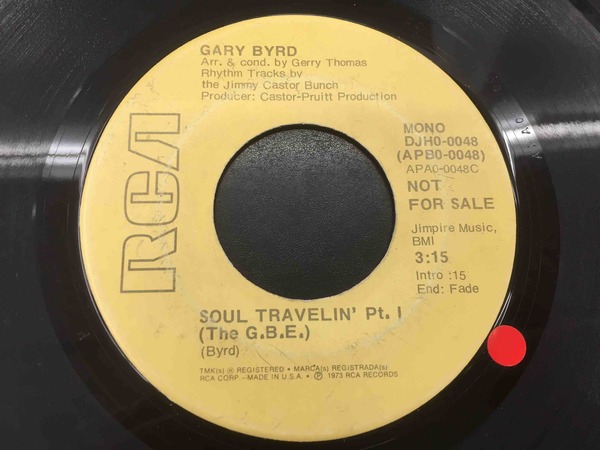 GARY BYRD
Arr. & cond. by Gerry Thomas
Rhythm Tracks by
the Jimmy Castor Bunch
Producer: Castor-Pruitt Production
RCA
MONO
DJH0-0048
(APB0-0048)
APA0-0048C
NOT
FOR SALE
Jimpire Music,
BMI
3:15
Intro :15
End: Fade
SOUL TRAVELIN' Pt. I
(The G.B.E.)
(Byrd)
TMK(s) ® REGISTERED • MARCA(s) REGISTRADA(s)
RCA CORP.—MADE IN U.S.A. • ℗ 1973 RCA RECORDS